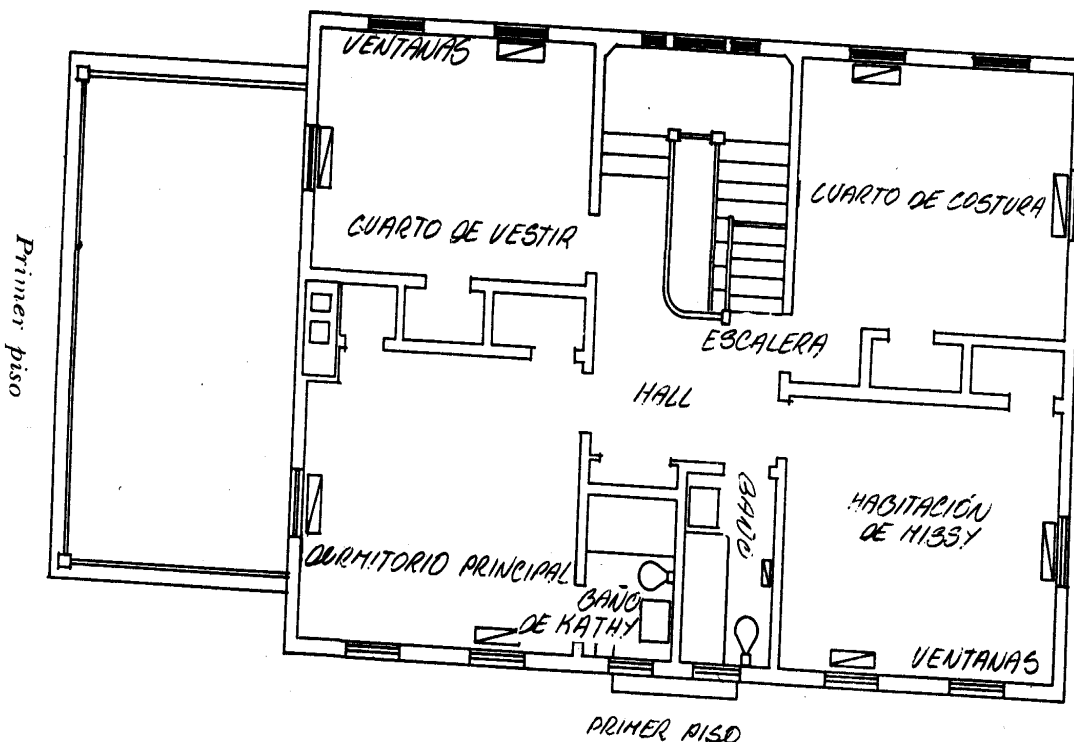 VENTANAS
CUARTO DE VESTIR
CUARTO DE COSTURA
ESCALERA
HALL
Primer piso
BAÑO
HABITACIÓN
DE MISSY
DORMITORIO PRINCIPAL
BAÑO
DE KATHY
VENTANAS
PRIMER PISO